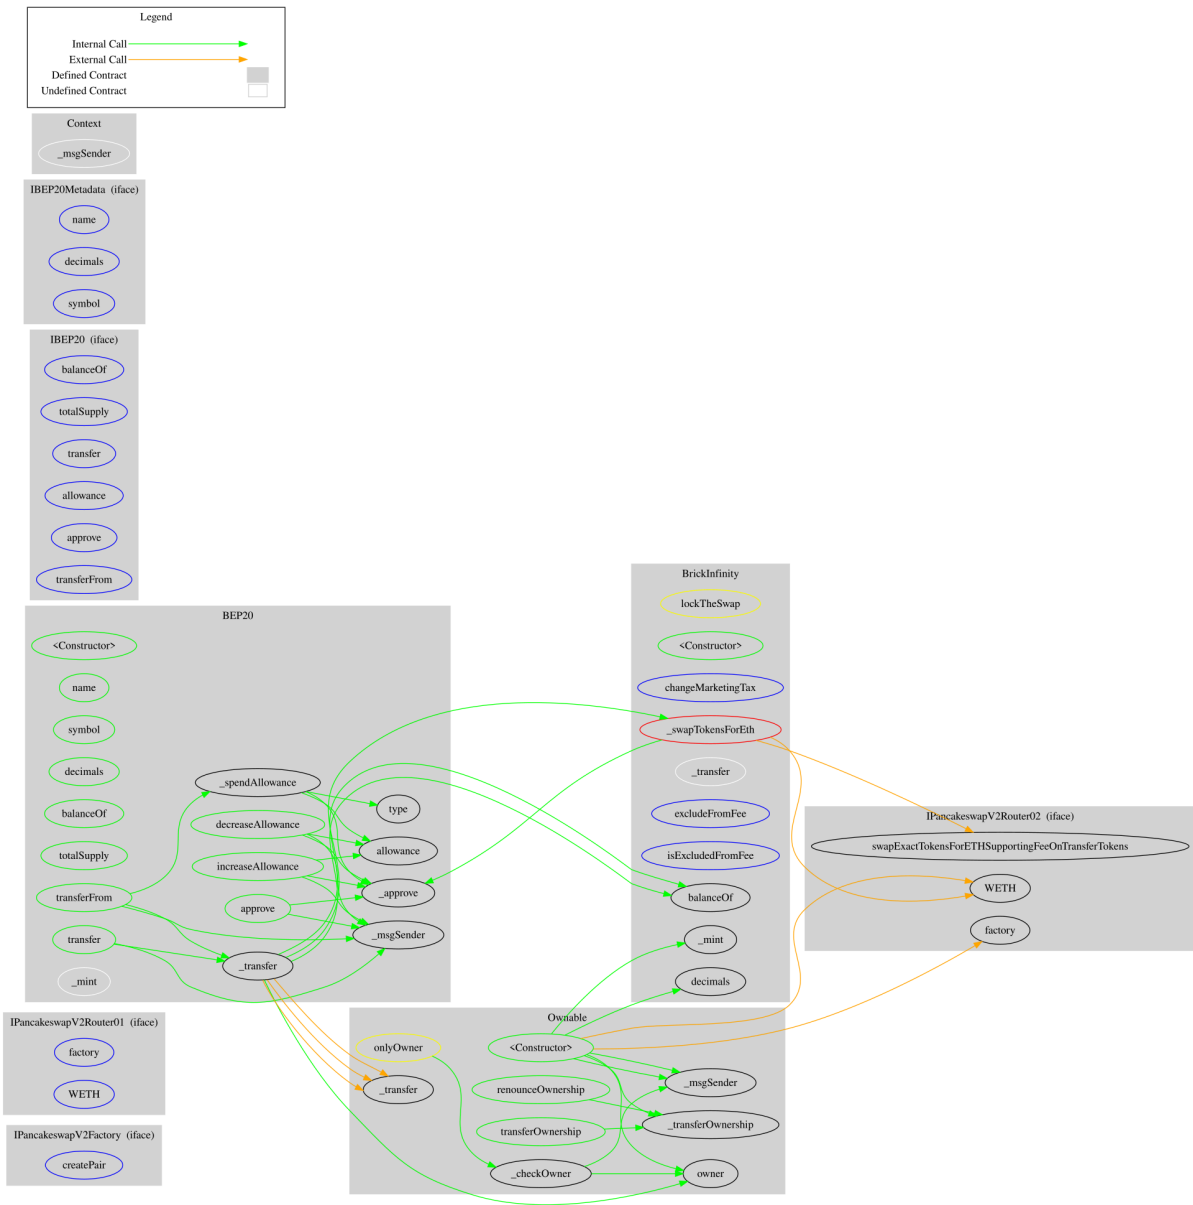 Legend
Internal Call
External Call
Defined Contract
Undefined Contract
Context
_msgSender
IBEP20Metadata (iface)
name
decimals
symbol
IBEP20 (iface)
balanceOf
totalSupply
transfer
allowance
approve
transferFrom
BEP20
<Constructor>
name
symbol
decimals
balanceOf
totalSupply
transferFrom
transfer
_mint
_spendAllowance
decreaseAllowance
increaseAllowance
approve
_transfer
type
allowance
_approve
_msgSender
IPancakeswapV2Router01 (iface)
factory
WETH
IPancakeswapV2Factory (iface)
createPair
BrickInfinity
lockTheSwap
<Constructor>
changeMarketingTax
_swapTokensForEth
_transfer
excludeFromFee
isExcludedFromFee
balanceOf
_mint
decimals
Ownable
onlyOwner
_transfer
<Constructor>
renounceOwnership
transferOwnership
_checkOwner
_msgSender
_transferOwnership
owner
IPancakeswapV2Router02 (iface)
swapExactTokensForETHSupportingFeeOnTransferTokens
WETH
factory